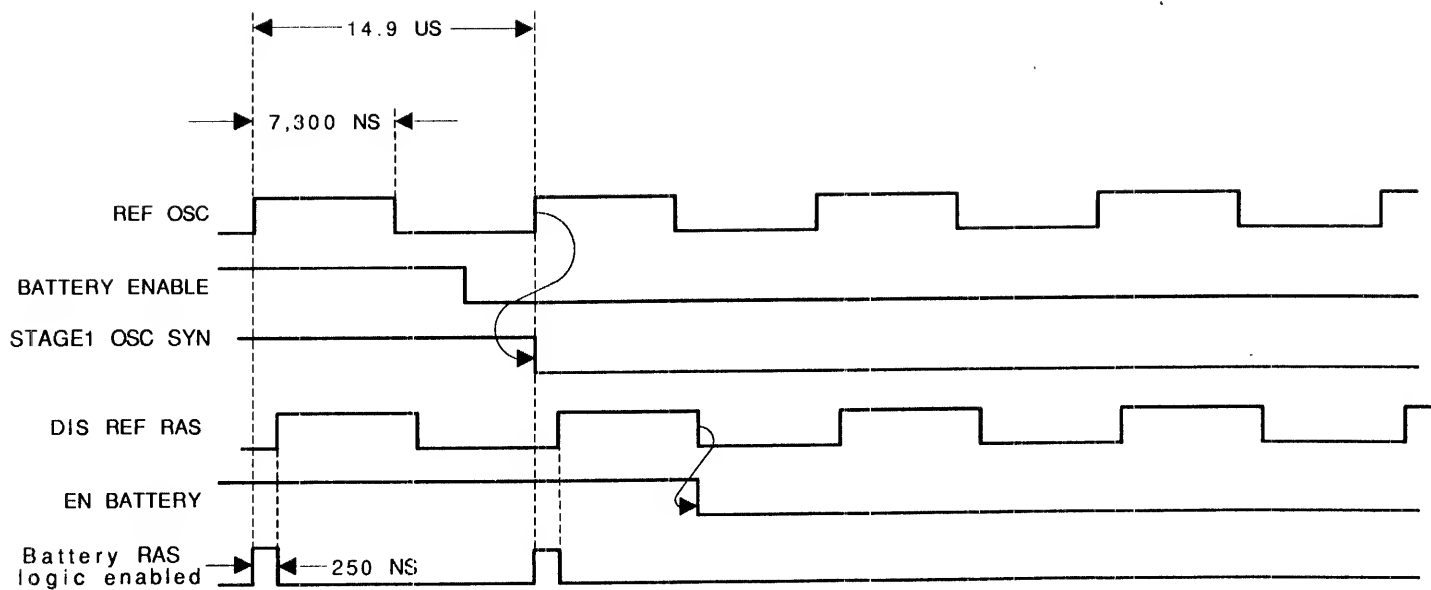 14.9 US
7,300 NS
REF OSC
BATTERY ENABLE
STAGE1 OSC SYN
DIS REF RAS
EN BATTERY
Battery RAS
logic enabled
250 NS